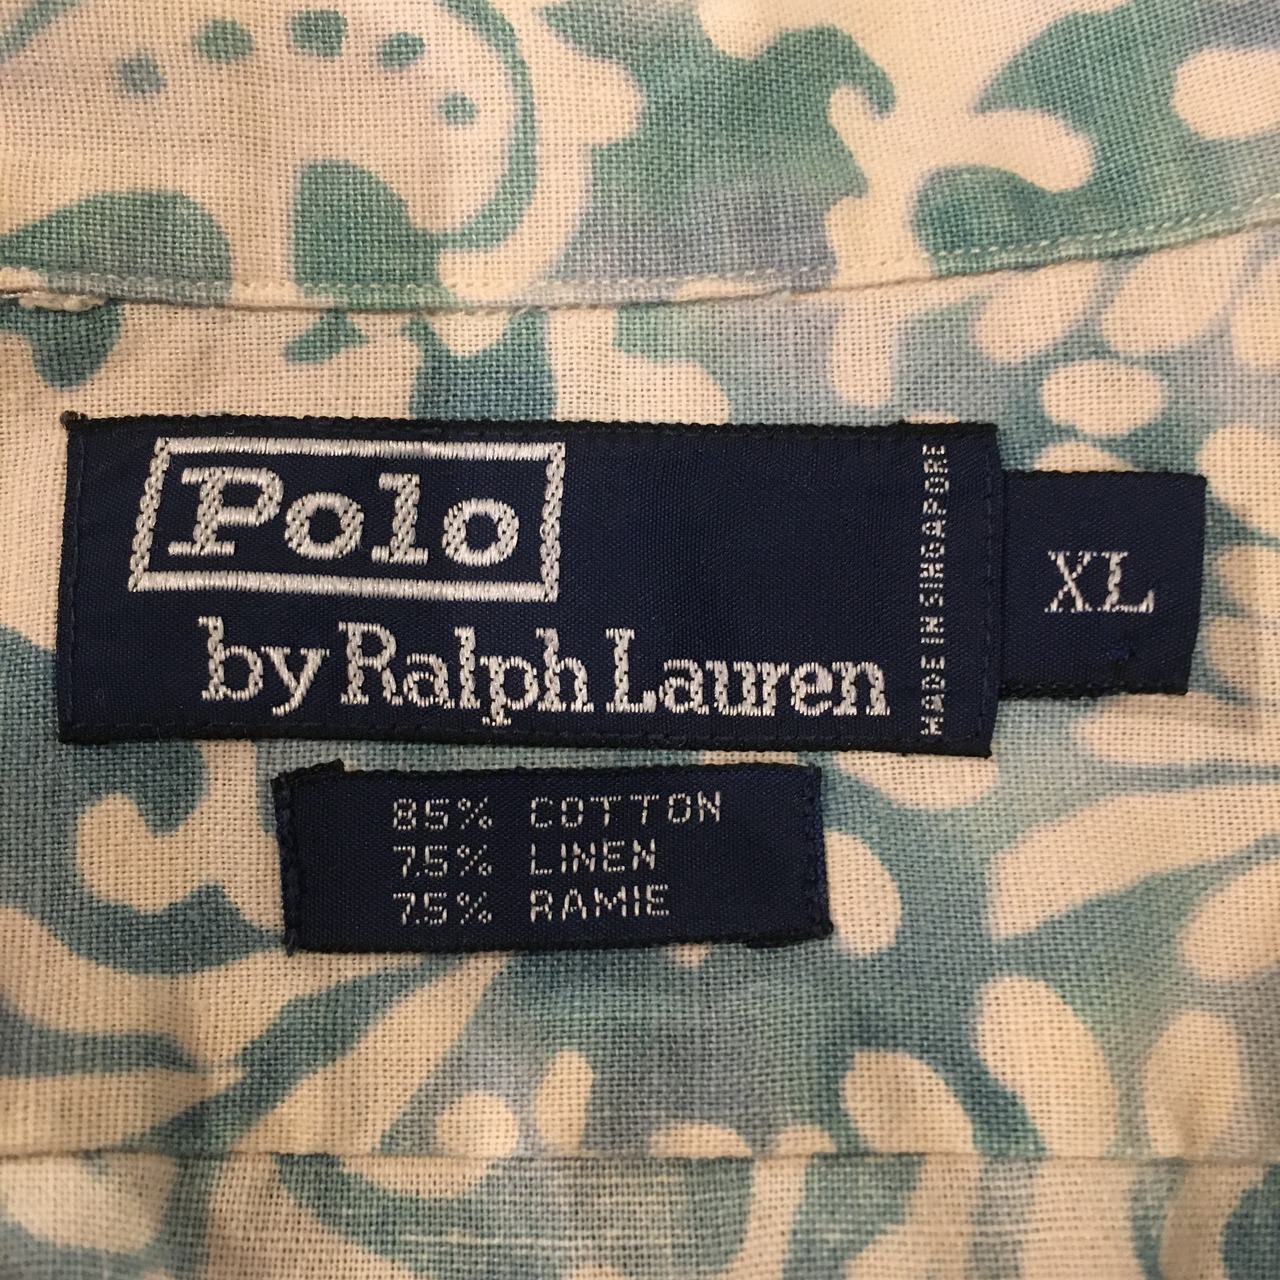 Polo
by Ralph Lauren
MADE IN SINGAPORE
XL
85% COTTON
7.5% LINEN
7.5% RAMIE